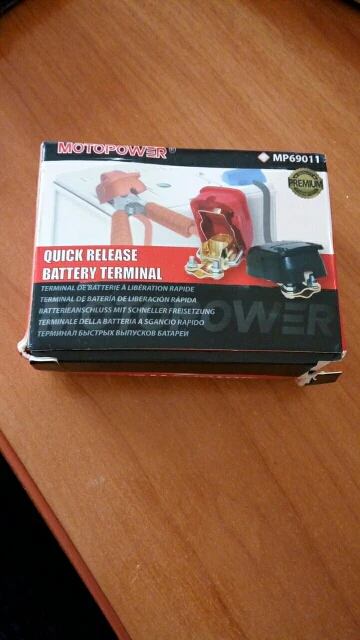 MOTOPOWER®
MP69011
PREMIUM
QUICK RELEASE
BATTERY TERMINAL
TERMINAL DE BATTERIE À LIBÉRATION RAPIDE
TERMINAL DE BATERÍA DE LIBERACIÓN RÁPIDA
BATTERIEANSCHLUSS MIT SCHNELLER FREISETZUNG
TERMINALE DELLA BATTERIA A SGANCIO RAPIDO
ТЕРМИНАЛ БЫСТРЫХ ВЫПУСКОВ БАТАРЕИ
POWER